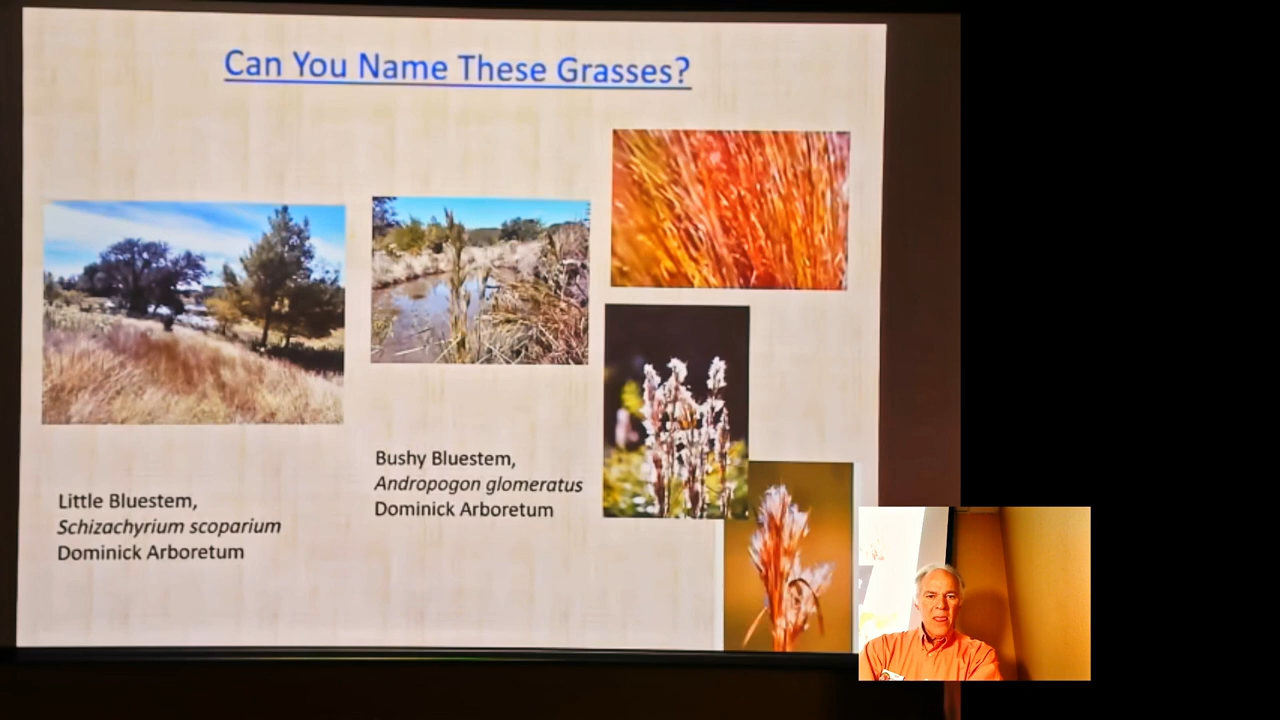 Can You Name These Grasses?
Little Bluestem,
Schizachyrium scoparium
Dominick Arboretum
Bushy Bluestem,
Andropogon glomeratus
Dominick Arboretum